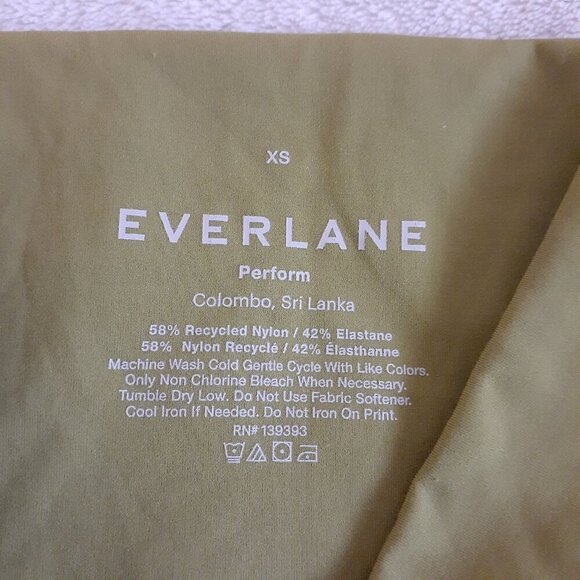 XS
EVERLANE
Perform
Colombo, Sri Lanka
58% Recycled Nylon / 42% Elastane
58% Nylon Recyclé / 42% Élasthanne
Machine Wash Cold Gentle Cycle With Like Colors.
Only Non Chlorine Bleach When Necessary.
Tumble Dry Low. Do Not Use Fabric Softener.
Cool Iron If Needed. Do Not Iron On Print.
RN# 139393